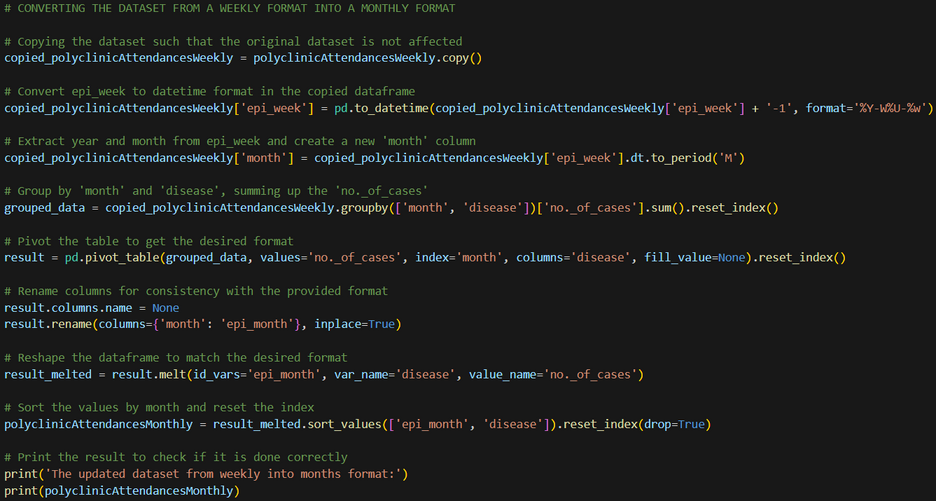 # CONVERTING THE DATASET FROM A WEEKLY FORMAT INTO A MONTHLY FORMAT
# Copying the dataset such that the original dataset is not affected
copied_polyclinicAttendancesWeekly = polyclinicAttendancesWeekly.copy()
# Convert epi_week to datetime format in the copied dataframe
copied_polyclinicAttendancesWeekly['epi_week'] = pd.to_datetime(copied_polyclinicAttendancesWeekly['epi_week'] + '-1', format='%Y-W%U-%w')
# Extract year and month from epi_week and create a new 'month' column
copied_polyclinicAttendancesWeekly['month'] = copied_polyclinicAttendancesWeekly['epi_week'].dt.to_period('M')
# Group by 'month' and 'disease', summing up the 'no._of_cases'
grouped_data = copied_polyclinicAttendancesWeekly.groupby(['month', 'disease'])['no._of_cases'].sum().reset_index()
# Pivot the table to get the desired format
result = pd.pivot_table(grouped_data, values='no._of_cases', index='month', columns='disease', fill_value=None).reset_index()
# Rename columns for consistency with the provided format
result.columns.name = None
result.rename(columns={'month': 'epi_month'}, inplace=True)
# Reshape the dataframe to match the desired format
result_melted = result.melt(id_vars='epi_month', var_name='disease', value_name='no._of_cases')
# Sort the values by month and reset the index
polyclinicAttendancesMonthly = result_melted.sort_values(['epi_month', 'disease']).reset_index(drop=True)
# Print the result to check if it is done correctly
print('The updated dataset from weekly into months format:')
print(polyclinicAttendancesMonthly)